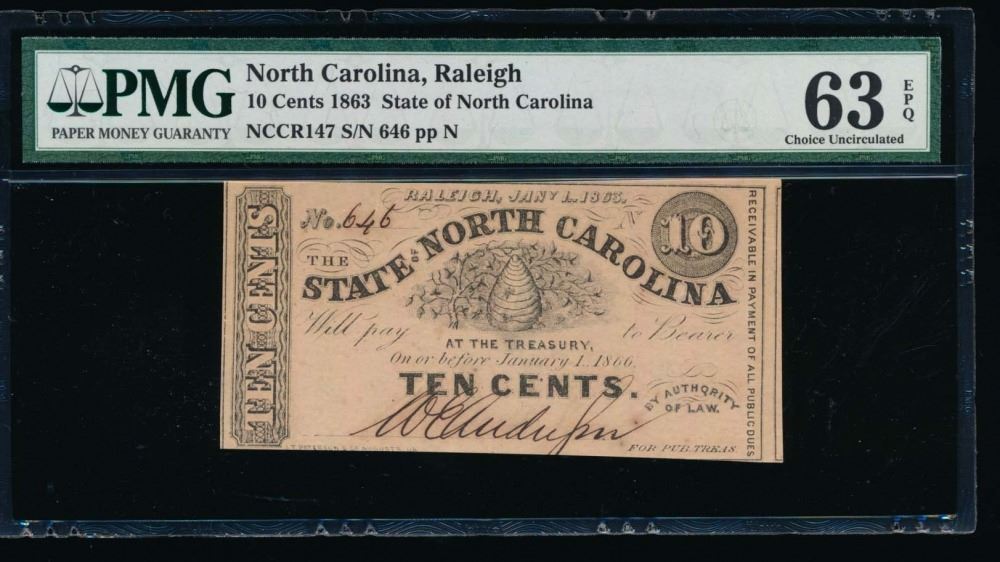 PMG
PAPER MONEY GUARANTY
North Carolina, Raleigh
10 Cents 1863 State of North Carolina
NCCR147 S/N 646 pp N
63
EPQ
Choice Uncirculated
RALEIGH, JANY 1. 1863.
No. 646
N
10
THE
STATE OF NORTH CAROLINA
Will pay to Bearer
AT THE TREASURY,
On or before January 1. 1866.
TEN CENTS.
BY AUTHORITY
OF LAW.
FOR PUB. TREAS.
TEN CENTS
RECEIVABLE IN PAYMENT OF ALL PUBLIC DUES